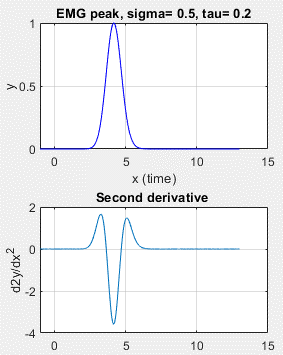 EMG peak, sigma= 0.5, tau= 0.2
1
0.5
0
y
0 5 10 15
x (time)
Second derivative
2
0
-2
-4
d2y/dx²
0 5 10 15